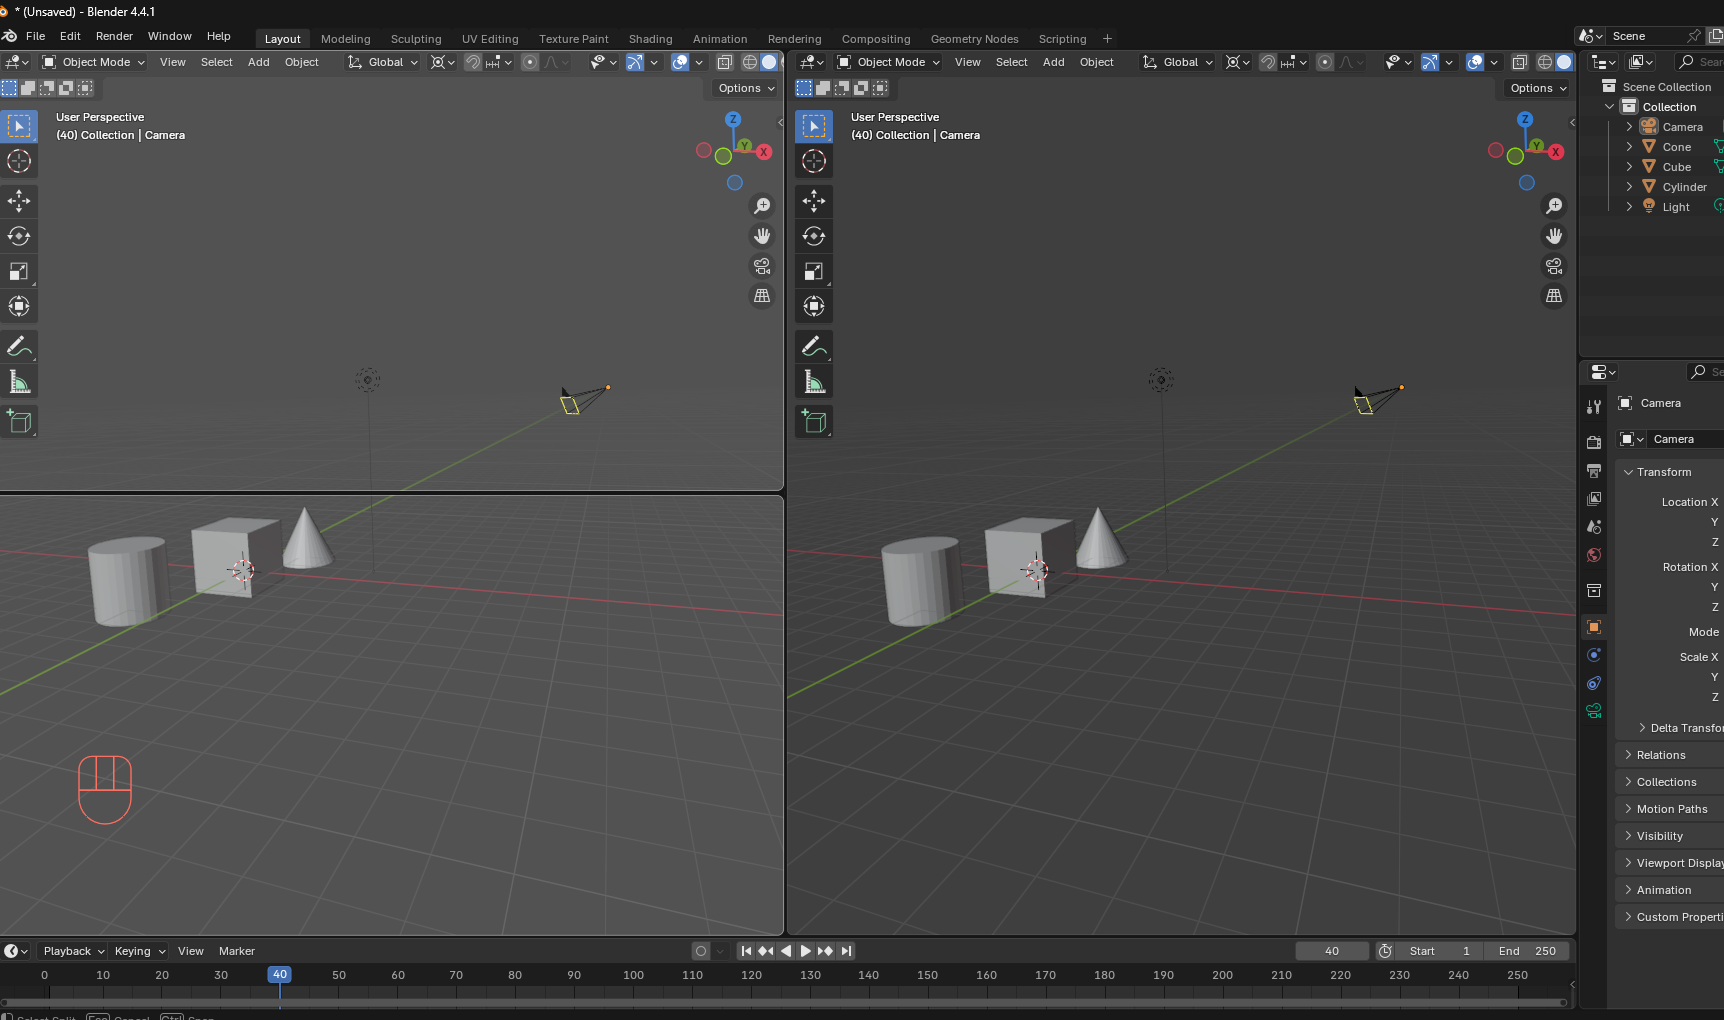 * (Unsaved) - Blender 4.4.1
File Edit Render Window Help Layout Modeling Sculpting UV Editing Texture Paint Shading Animation Rendering Compositing Geometry Nodes Scripting + Scene
Object Mode View Select Add Object Global
Options
User Perspective
(40) Collection | Camera
Z
Y
X
Object Mode View Select Add Object Global
Options
User Perspective
(40) Collection | Camera
Z
Y
X
Scene Collection
Collection
Camera
Cone
Cube
Cylinder
Light
Camera
Camera
Transform
Location X
Y
Z
Rotation X
Y
Z
Mode
Scale X
Y
Z
Delta Transfo
Relations
Collections
Motion Paths
Visibility
Viewport Display
Animation
Custom Properti
Playback Keying View Marker 40 Start 1 End 250
0 10 20 30 40 50 60 70 80 90 100 110 120 130 140 150 160 170 180 190 200 210 220 230 240 250